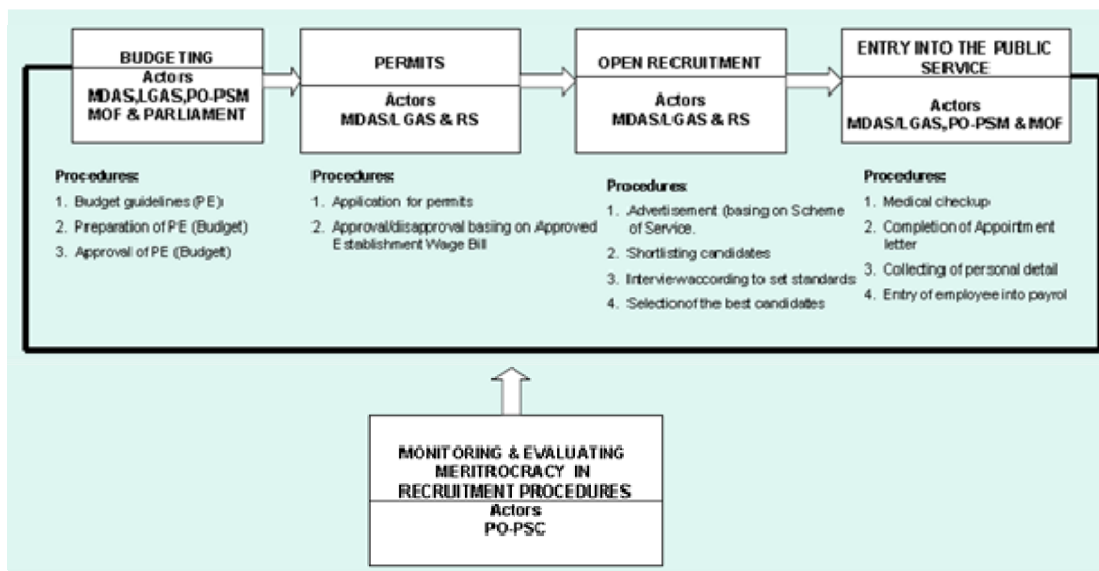 BUDGETING
Actors
MDAS,LGAS,PO-PSM
MOF & PARLIAMENT
Procedures:
1. Budget guidelines (PE)
2. Preparation of PE (Budget)
3. Approval of PE (Budget)
PERMITS
Actors
MDAS/LGAS & RS
Procedures:
1. Application for permits
2. Approval/disapproval basing on Approved
Establishment Wage Bill
OPEN RECRUITMENT
Actors
MDAS/LGAS & RS
Procedures:
1. Advertisement (basing on Scheme
of Service.
2. Shortlisting candidates
3. Interview according to set standards
4. Selection of the best candidates
ENTRY INTO THE PUBLIC
SERVICE
Actors
MDAS/LGAS,PO-PSM & MOF
Procedures:
1. Medical checkup
2. Completion of Appointment
letter
3. Collecting of personal detail
4. Entry of employee into payrol
MONITORING & EVALUATING
MERITROCRACY IN
RECRUITMENT PROCEDURES
Actors
PO-PSC